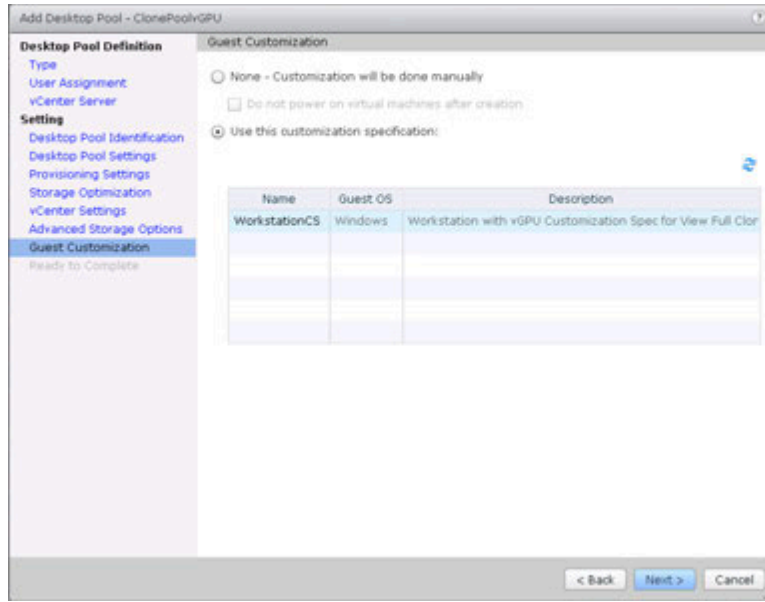 Add Desktop Pool - ClonePoolvGPU
?
Desktop Pool Definition
Type
User Assignment
vCenter Server
Setting
Desktop Pool Identification
Desktop Pool Settings
Provisioning Settings
Storage Optimization
vCenter Settings
Advanced Storage Options
Guest Customization
Ready to Complete
Guest Customization
None - Customization will be done manually
Do not power on virtual machines after creation
Use this customization specification:
Name Guest OS Description
WorkstationCS Windows Workstation with vGPU Customization Spec for View Full Clor
< Back Next > Cancel